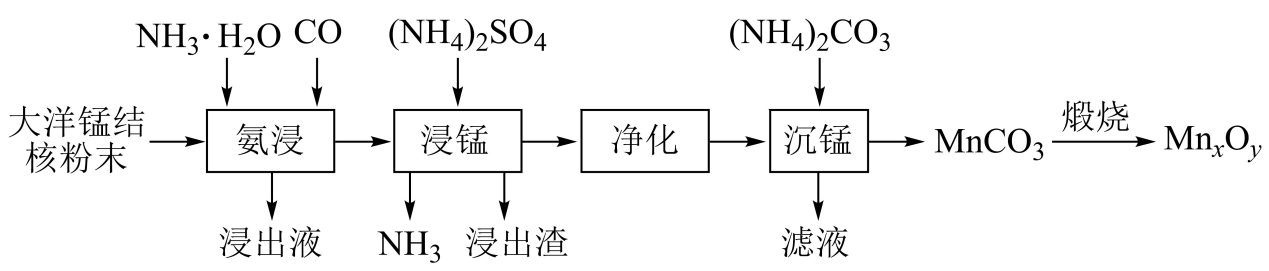 NH₃·H₂O CO (NH₄)₂SO₄ (NH₄)₂CO₃
大洋锰结
核粉末
氨浸 浸锰 净化 沉锰 MnCO₃ 煅烧 MnₓOᵧ
浸出液 NH₃ 浸出渣 滤液